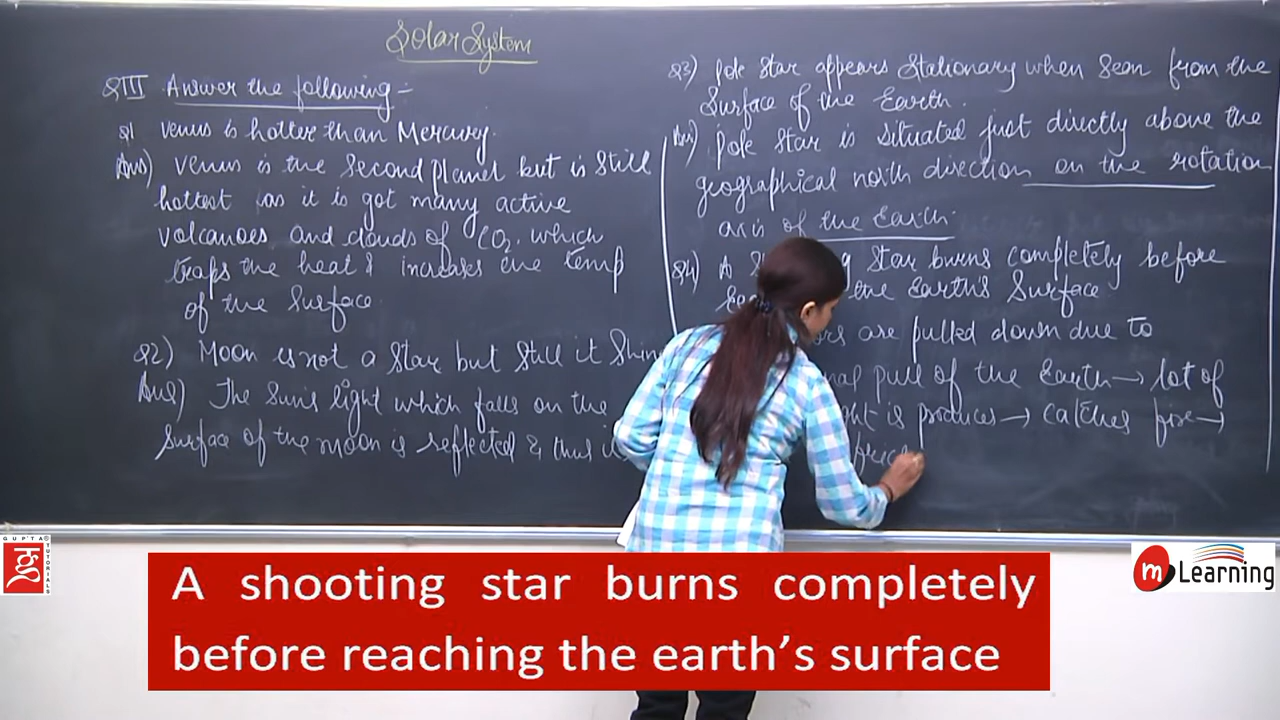 Solar System
QIII Answer the following :-
Q1 Venus is hotter than Mercury.
Ans) Venus is the second planet but is still
hottest as it is got many active
volcanoes and clouds of CO2. which
traps the heat & increases the temp
of the surface.
Q2) Moon is not a star but still it
Ans) The sun's light which falls on the
surface of the moon is reflected & thus
Q3) Pole star appears stationary when seen from the
surface of the Earth.
Ans) Pole star is situated just directly above the
geographical north direction on the rotation
axis of the Earth.
Q4) A star burns completely before
the Earth's surface.
are pulled down due to
pull of the Earth → lot of
is produces → catches fire →
GUPTA TUTORIALS
A shooting star burns completely
before reaching the earth's surface
m Learning